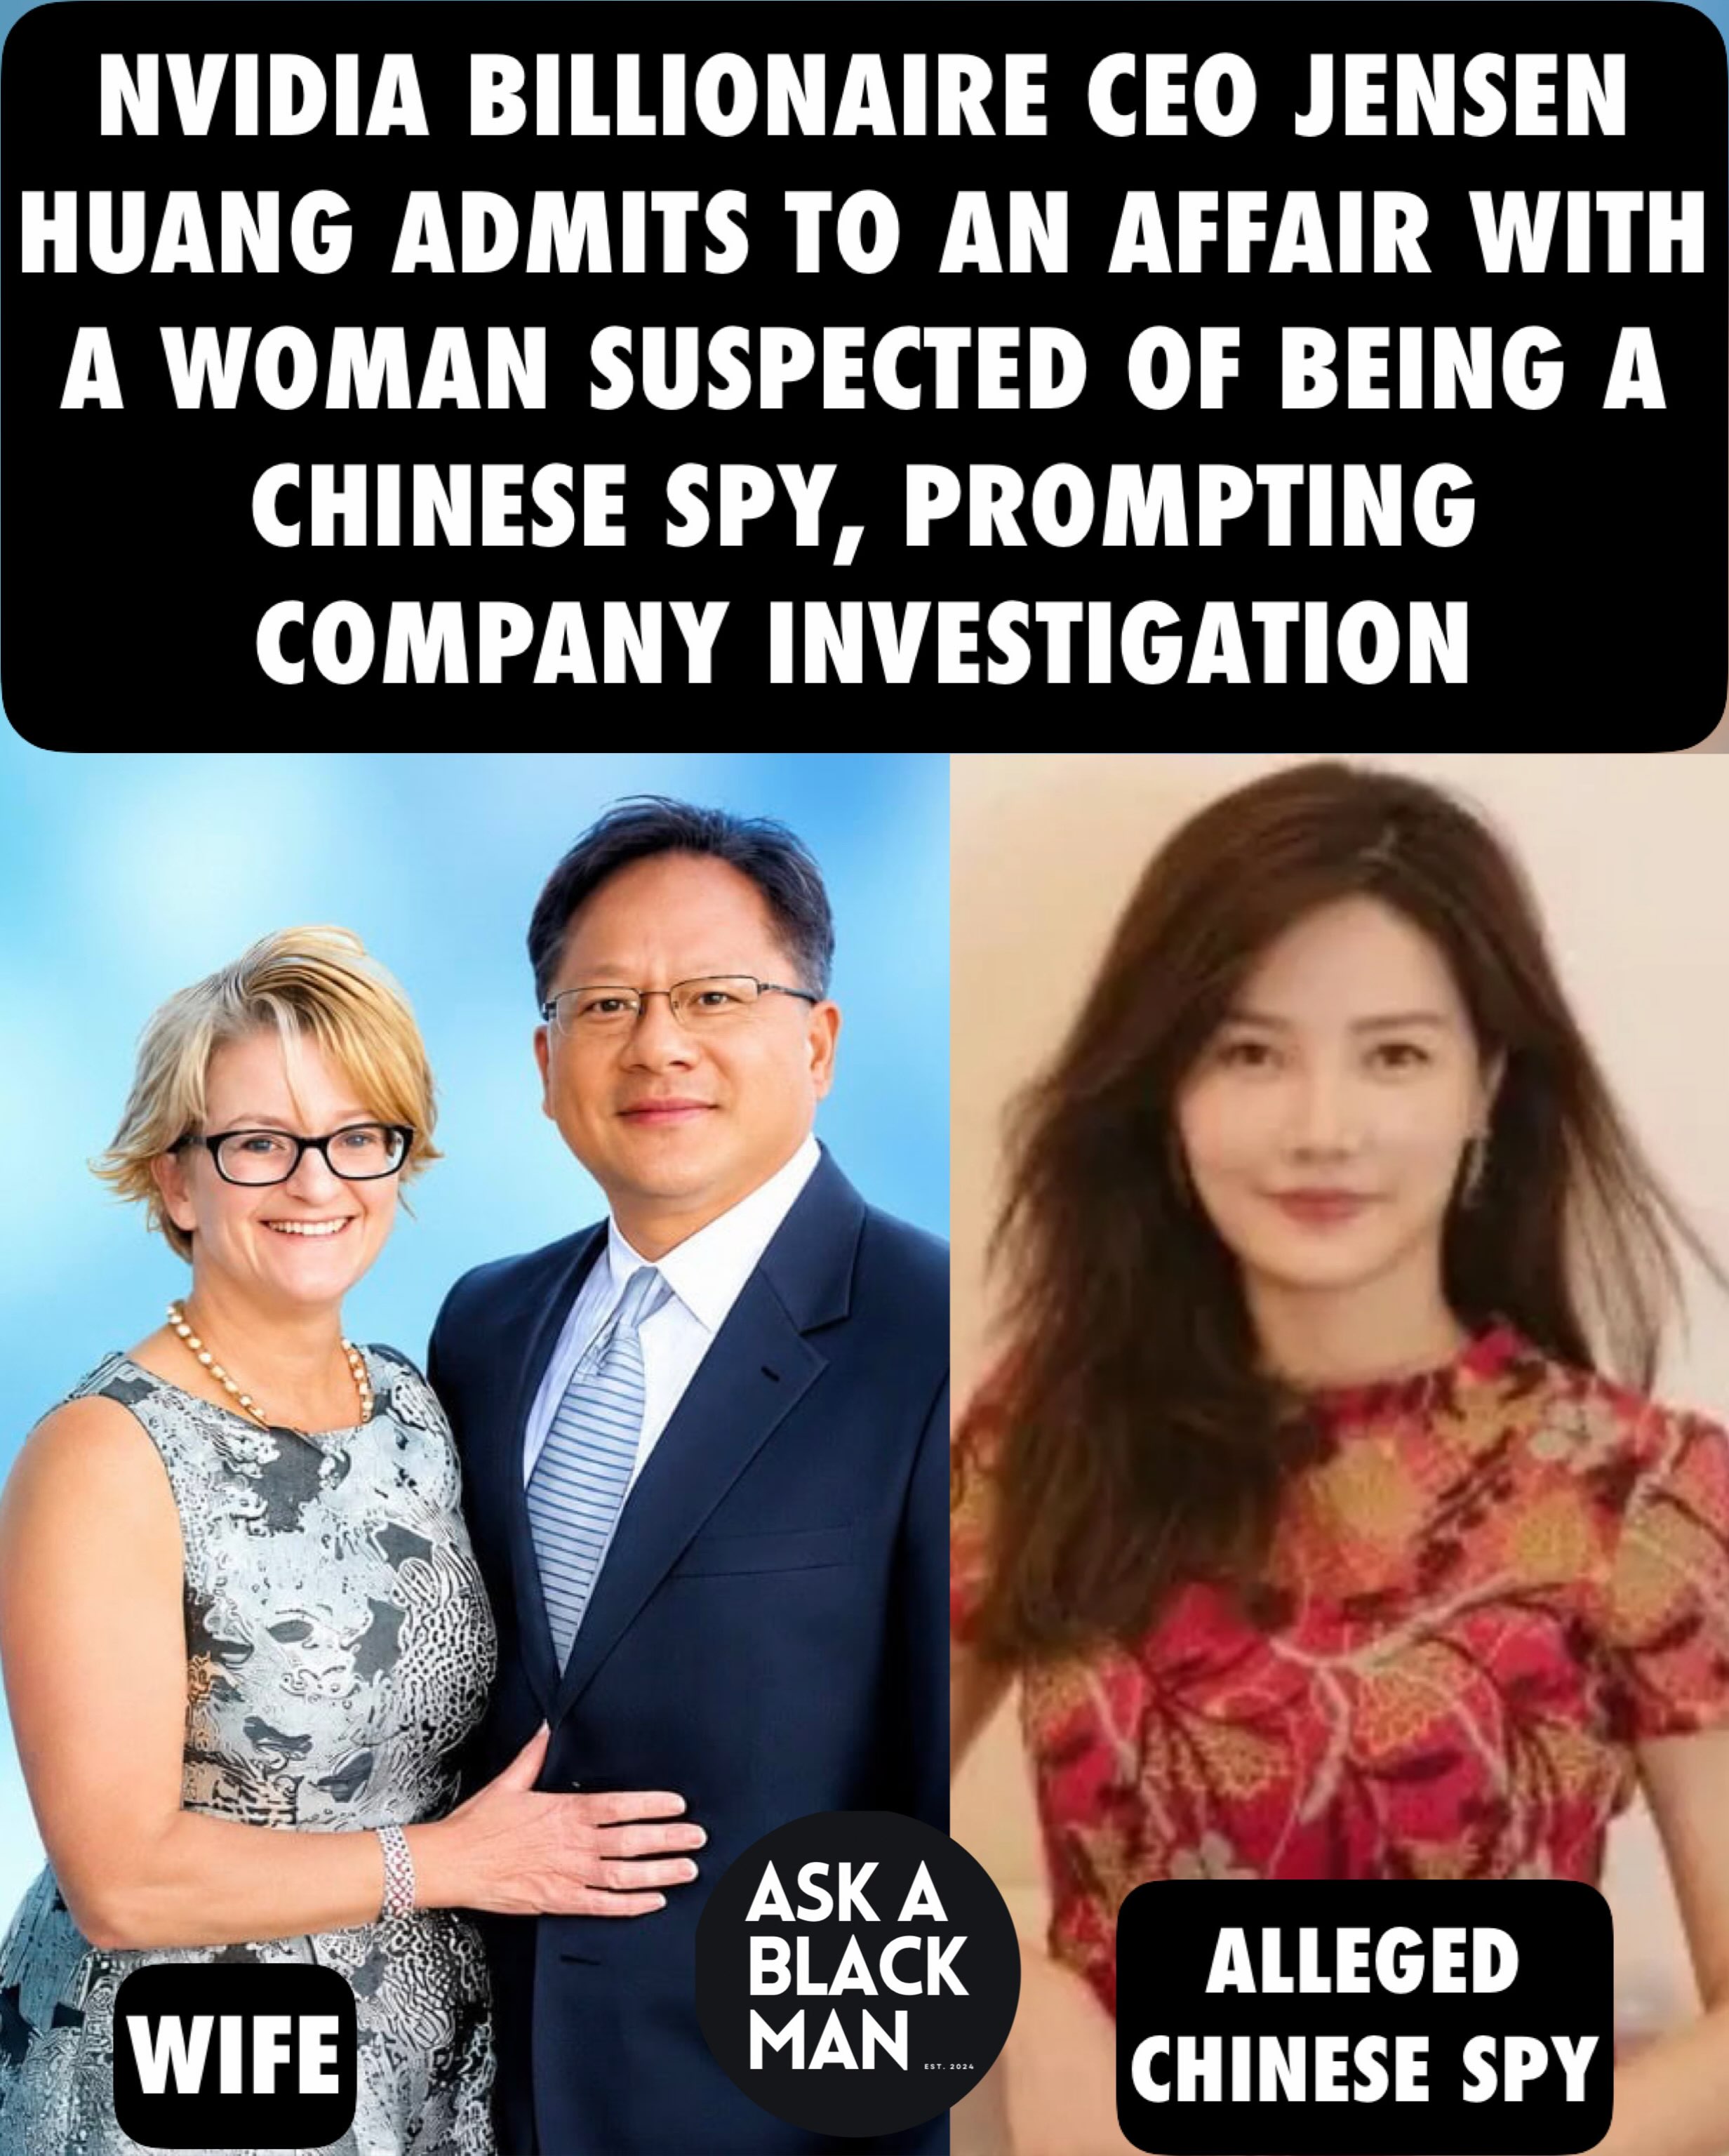 NVIDIA BILLIONAIRE CEO JENSEN
HUANG ADMITS TO AN AFFAIR WITH
A WOMAN SUSPECTED OF BEING A
CHINESE SPY, PROMPTING
COMPANY INVESTIGATION
WIFE
ASK A
BLACK
MAN
EST. 2024
ALLEGED
CHINESE SPY